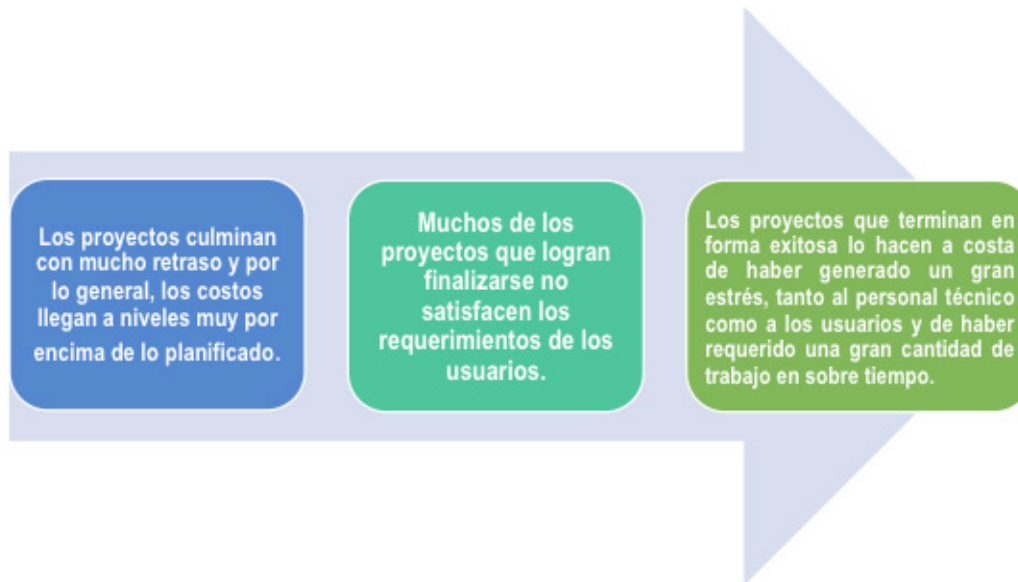 Los proyectos culminan
con mucho retraso y por
lo general, los costos
llegan a niveles muy por
encima de lo planificado.
Muchos de los
proyectos que logran
finalizarse no
satisfacen los
requerimientos de los
usuarios.
Los proyectos que terminan en
forma exitosa lo hacen a costa
de haber generado un gran
estrés, tanto al personal técnico
como a los usuarios y de haber
requerido una gran cantidad de
trabajo en sobre tiempo.